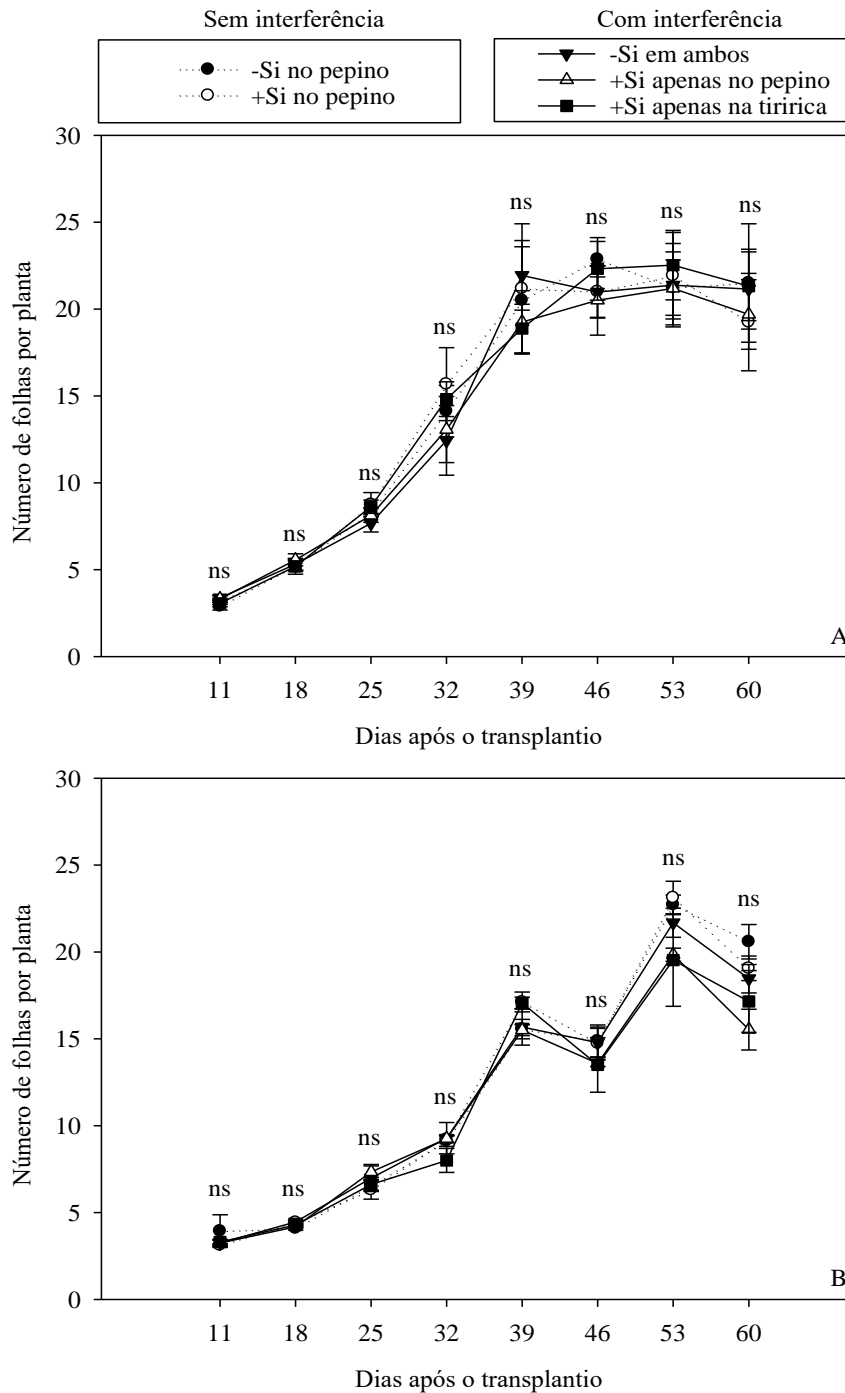 Sem interferência
Com interferência
-Si no pepino
+Si no pepino
-Si em ambos
+Si apenas no pepino
+Si apenas na tiririca
30
25
20
15
10
5
0
Número de folhas por planta
ns
ns
ns
ns
ns
ns
ns
ns
A
11 18 25 32 39 46 53 60
Dias após o transplantio
30
25
20
15
10
5
0
Número de folhas por planta
ns
ns
ns
ns
ns
ns
ns
ns
B
11 18 25 32 39 46 53 60
Dias após o transplantio